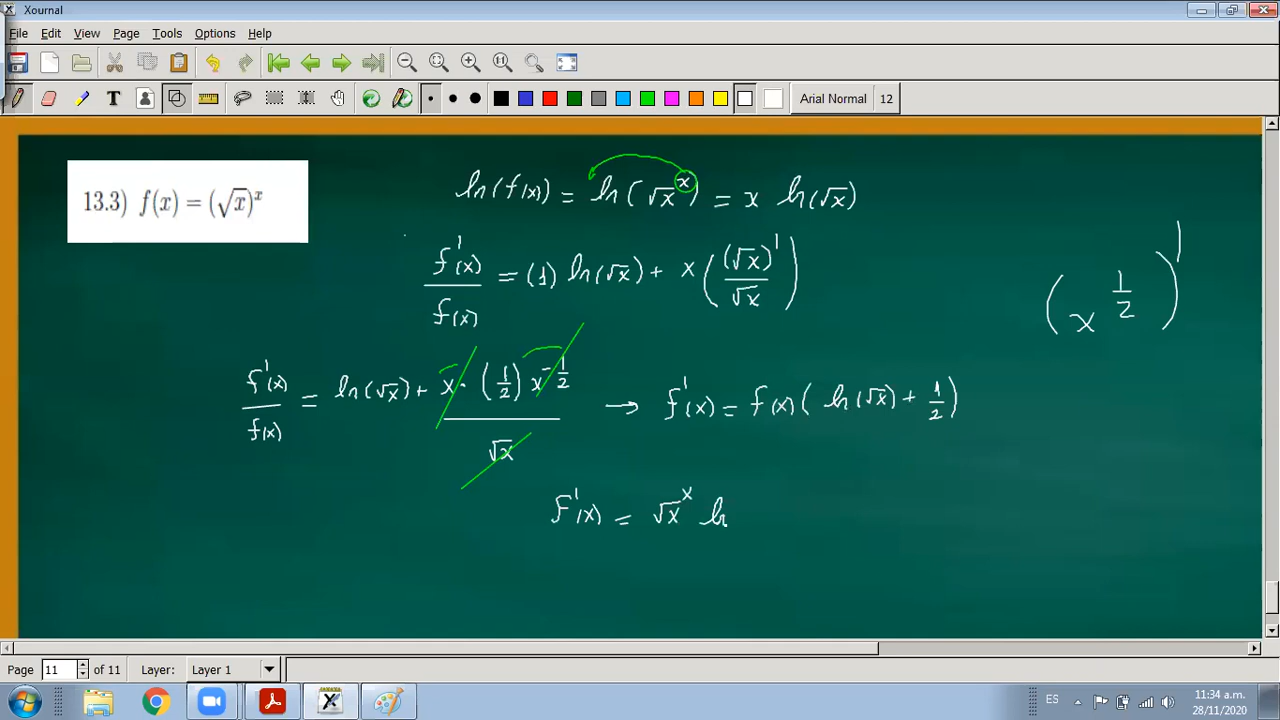 Xournal
File Edit View Page Tools Options Help
Arial Normal 12
13.3) f(x) = (√x)^x
ln(f(x)) = ln(√x^x) = x ln(√x)
f'(x)/f(x) = (1) ln(√x) + x((√x)'/√x)
(x^(1/2))'
f'(x)/f(x) = ln(√x) + x·(1/2)x^(-1/2)/√x → f'(x) = f(x)(ln(√x) + 1/2)
f'(x) = √x^x ln
Page 11 of 11 Layer: Layer 1
ES 11:34 a.m.
28/11/2020